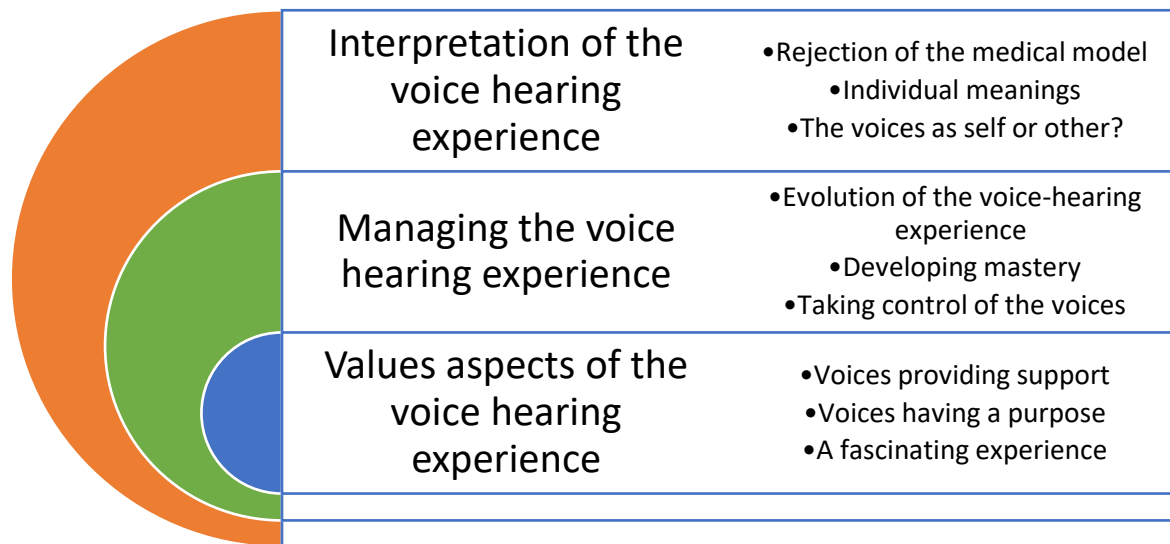 Interpretation of the
voice hearing
experience
•Rejection of the medical model
•Individual meanings
•The voices as self or other?
Managing the voice
hearing experience
•Evolution of the voice-hearing
experience
•Developing mastery
•Taking control of the voices
Values aspects of the
voice hearing
experience
•Voices providing support
•Voices having a purpose
•A fascinating experience